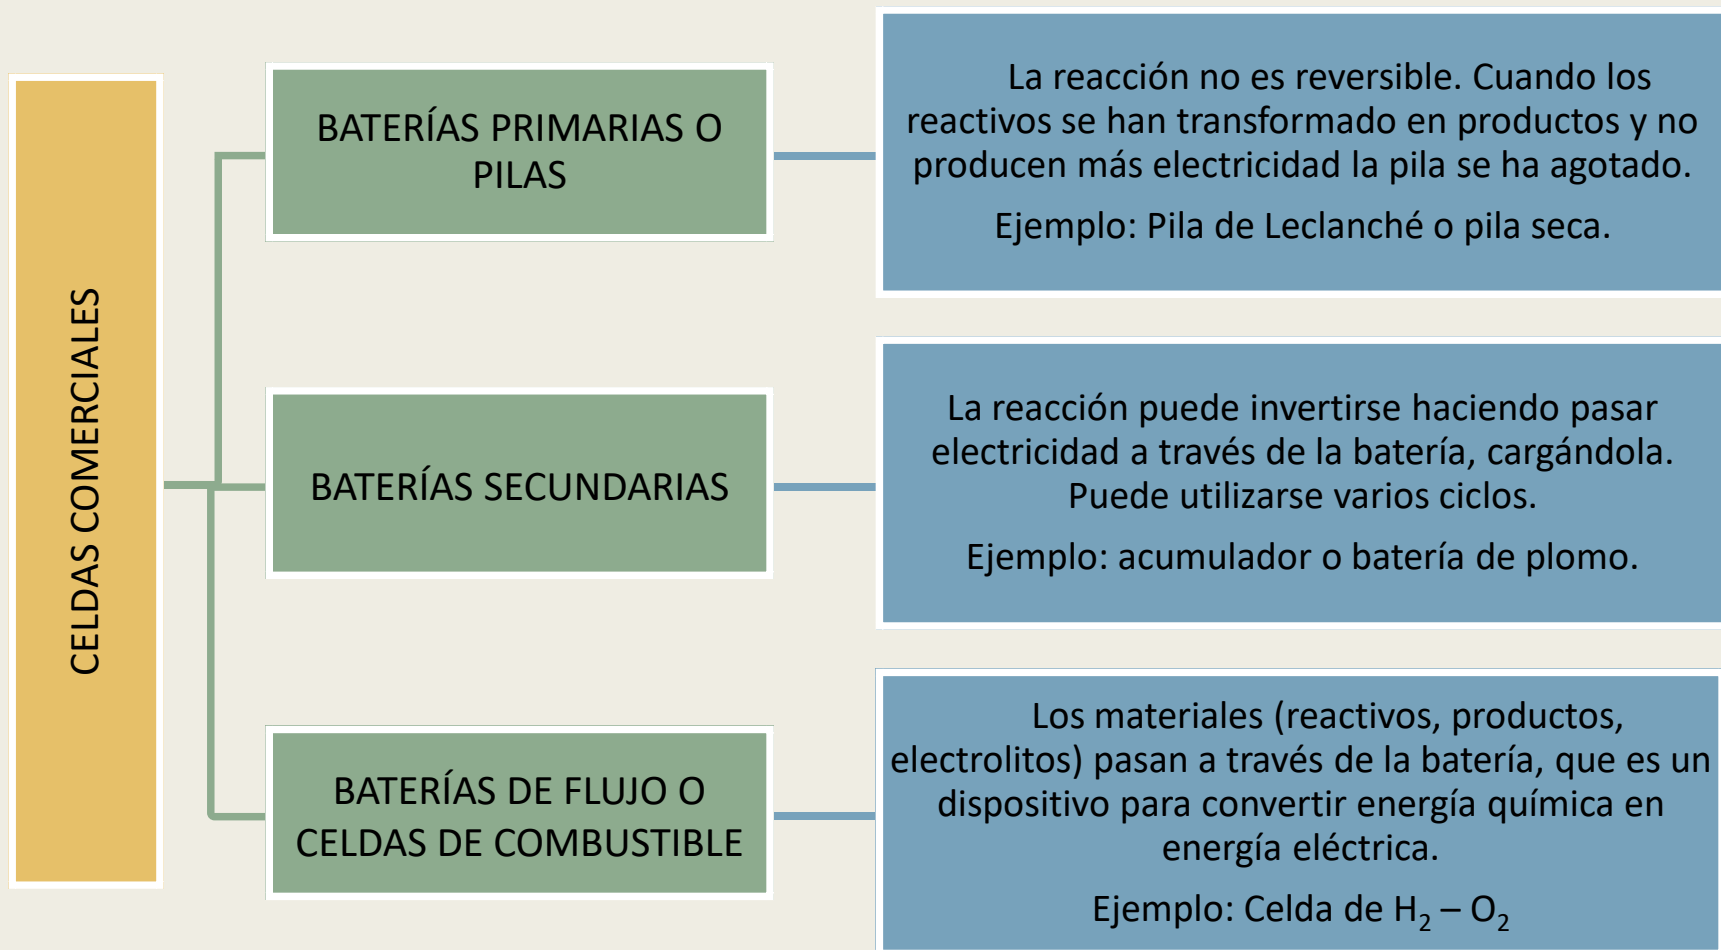 CELDAS COMERCIALES
BATERÍAS PRIMARIAS O
PILAS
La reacción no es reversible. Cuando los
reactivos se han transformado en productos y no
producen más electricidad la pila se ha agotado.
Ejemplo: Pila de Leclanché o pila seca.
BATERÍAS SECUNDARIAS
La reacción puede invertirse haciendo pasar
electricidad a través de la batería, cargándola.
Puede utilizarse varios ciclos.
Ejemplo: acumulador o batería de plomo.
BATERÍAS DE FLUJO O
CELDAS DE COMBUSTIBLE
Los materiales (reactivos, productos,
electrolitos) pasan a través de la batería, que es un
dispositivo para convertir energía química en
energía eléctrica.
Ejemplo: Celda de H₂ – O₂